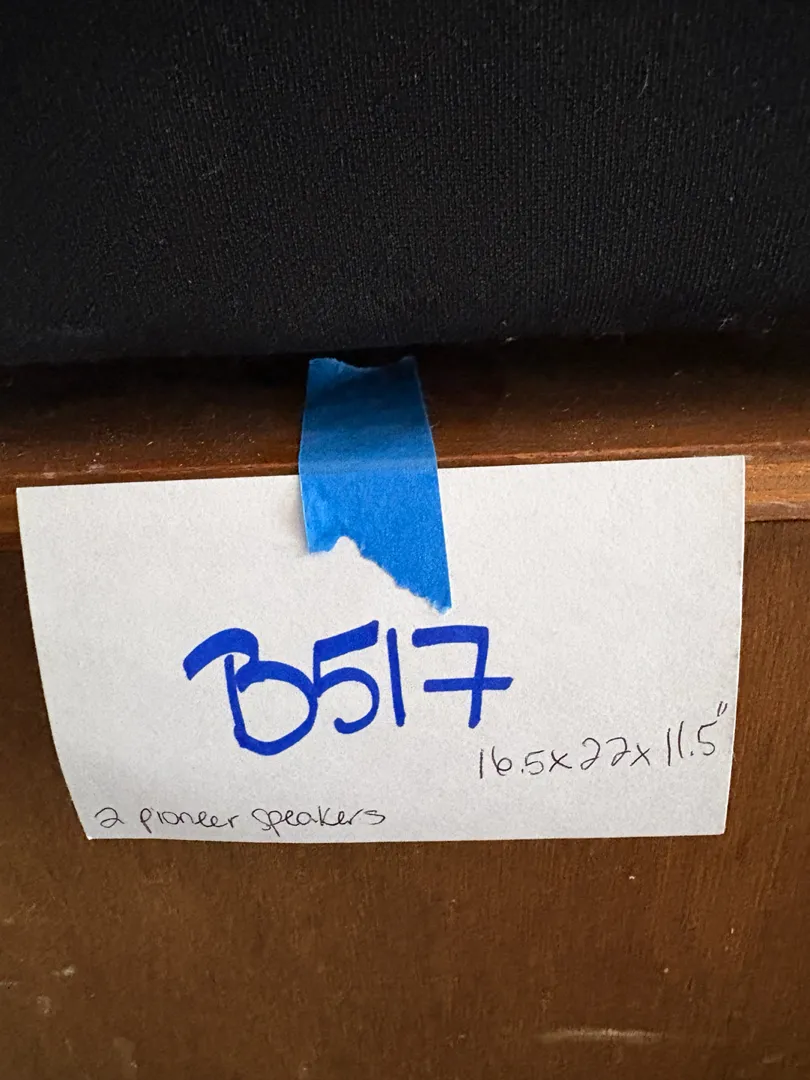 B517
16.5x22x11.5"
2 pioneer speakers